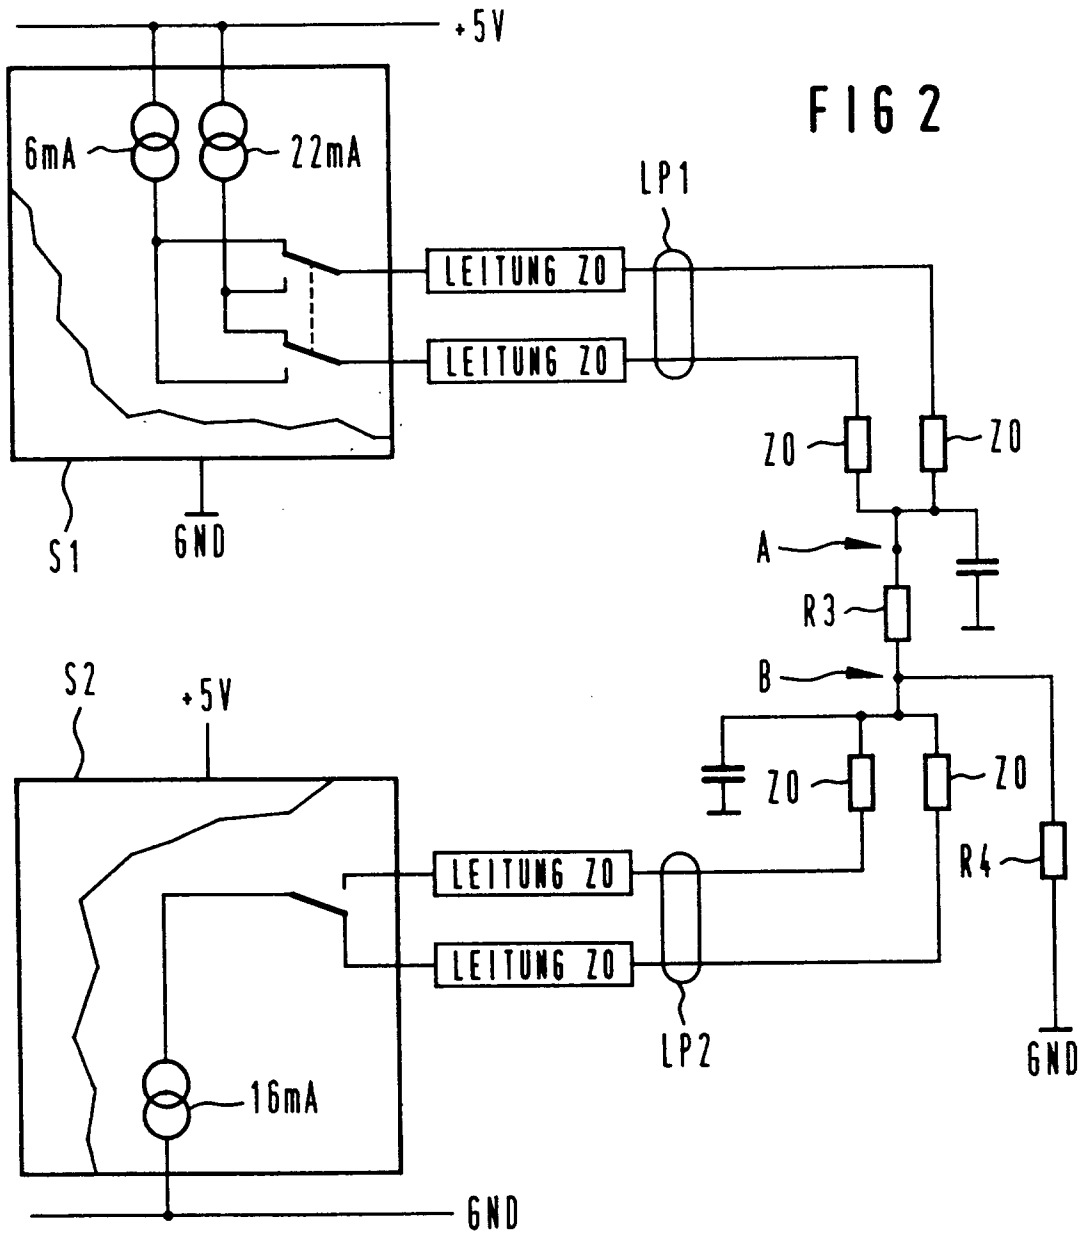 +5V
FIG 2
6mA
22mA
LP1
LEITUNG Z0
LEITUNG Z0
Z0
Z0
S1
GND
A
R3
B
S2
+5V
Z0
Z0
R4
LEITUNG Z0
LEITUNG Z0
LP2
GND
16mA
GND